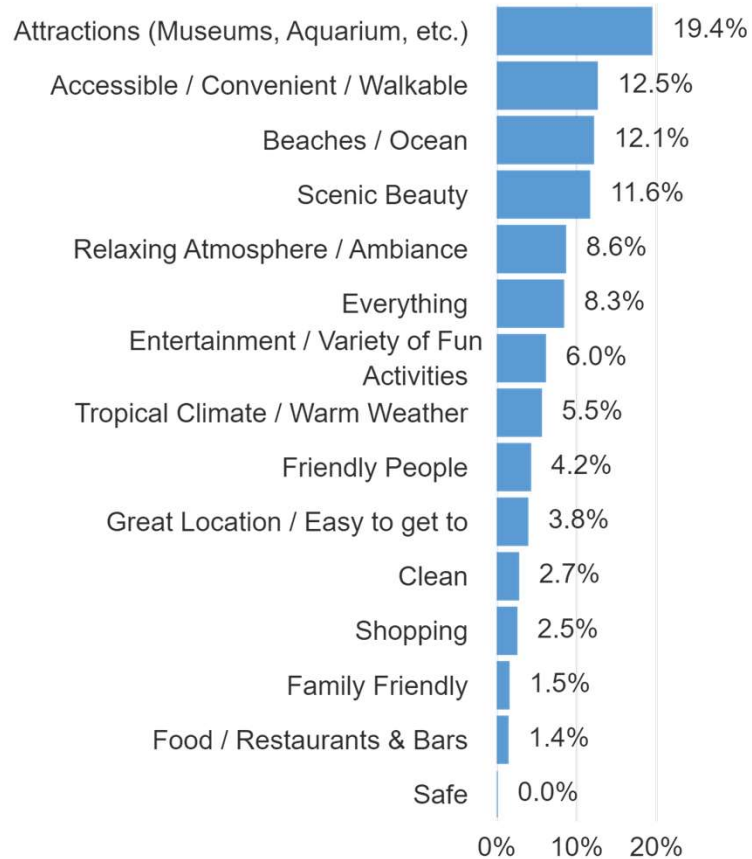 Attractions (Museums, Aquarium, etc.) 19.4%
Accessible / Convenient / Walkable 12.5%
Beaches / Ocean 12.1%
Scenic Beauty 11.6%
Relaxing Atmosphere / Ambiance 8.6%
Everything 8.3%
Entertainment / Variety of Fun
Activities 6.0%
Tropical Climate / Warm Weather 5.5%
Friendly People 4.2%
Great Location / Easy to get to 3.8%
Clean 2.7%
Shopping 2.5%
Family Friendly 1.5%
Food / Restaurants & Bars 1.4%
Safe 0.0%
0% 10% 20%